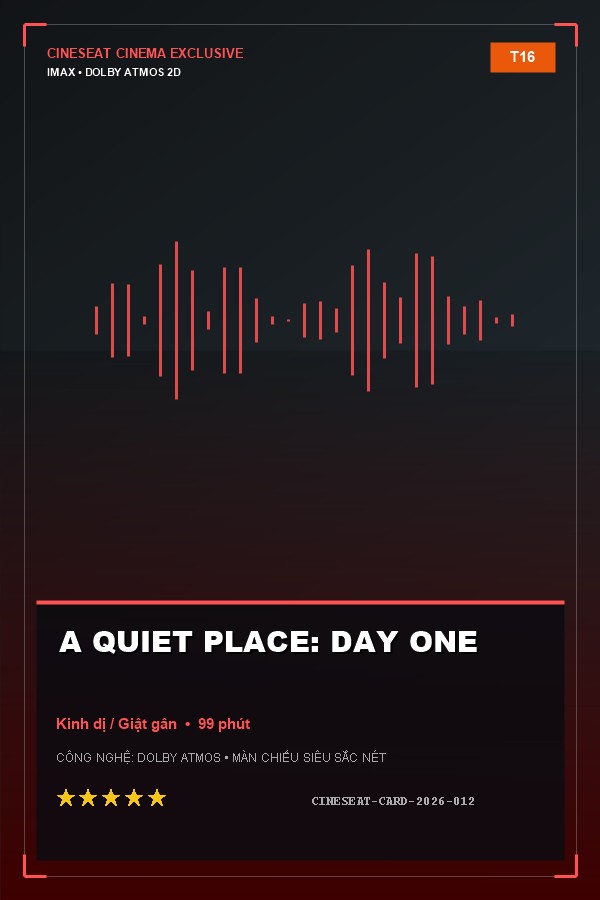 CINESEAT CINEMA EXCLUSIVE
IMAX • DOLBY ATMOS 2D
T16
A QUIET PLACE: DAY ONE
Kinh dị / Giật gân • 99 phút
CÔNG NGHỆ: DOLBY ATMOS • MÀN CHIẾU SIÊU SẮC NÉT
CINESEAT-CARD-2026-012